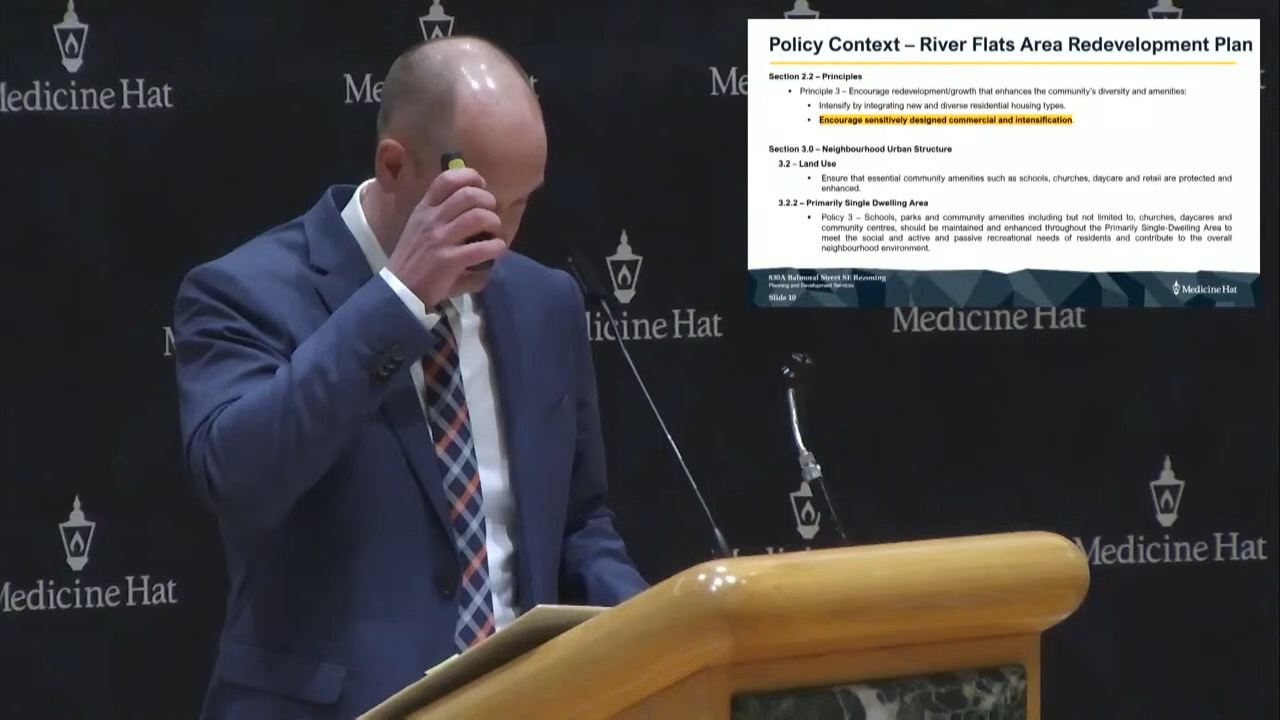 Medicine Hat
Medicine Hat
Policy Context – River Flats Area Redevelopment Plan
Section 2.2 – Principles
• Principle 3 – Encourage redevelopment/growth that enhances the community's diversity and amenities:
• Intensify by integrating new and diverse residential housing types.
• Encourage sensitively designed commercial and intensification.
Section 3.0 – Neighbourhood Urban Structure
3.2 – Land Use
• Ensure that essential community amenities such as schools, churches, daycare and retail are protected and
enhanced.
3.2.2 – Primarily Single Dwelling Area
• Policy 3 – Schools, parks and community amenities including but not limited to, churches, daycares and
community centres, should be maintained and enhanced throughout the Primarily Single-Dwelling Area to
meet the social and active and passive recreational needs of residents and contribute to the overall
neighbourhood environment.
830A Balmoral Street SE Rezoning
Planning and Development Services
Slide 10
Medicine Hat
icine Hat
Medicine Hat
Medicine Hat
Medicine Hat